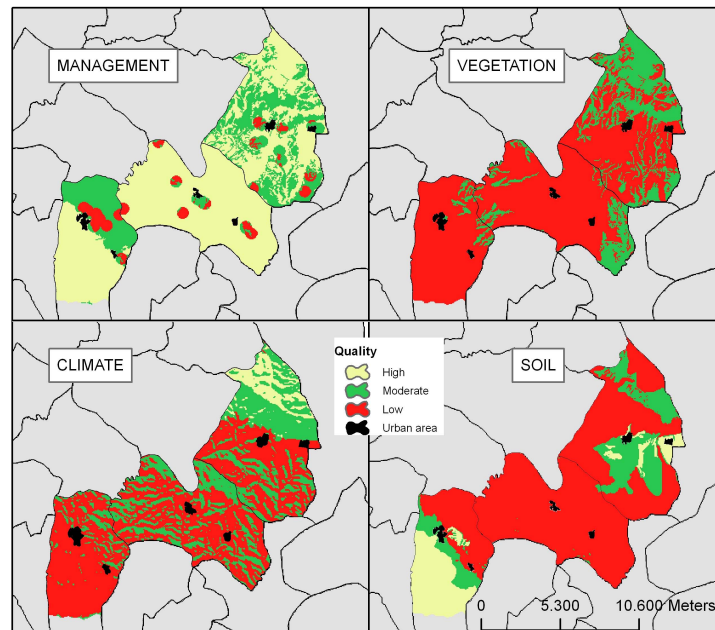 MANAGEMENT
VEGETATION
CLIMATE
Quality
High
Moderate
Low
Urban area
SOIL
0 5.300 10.600 Meters